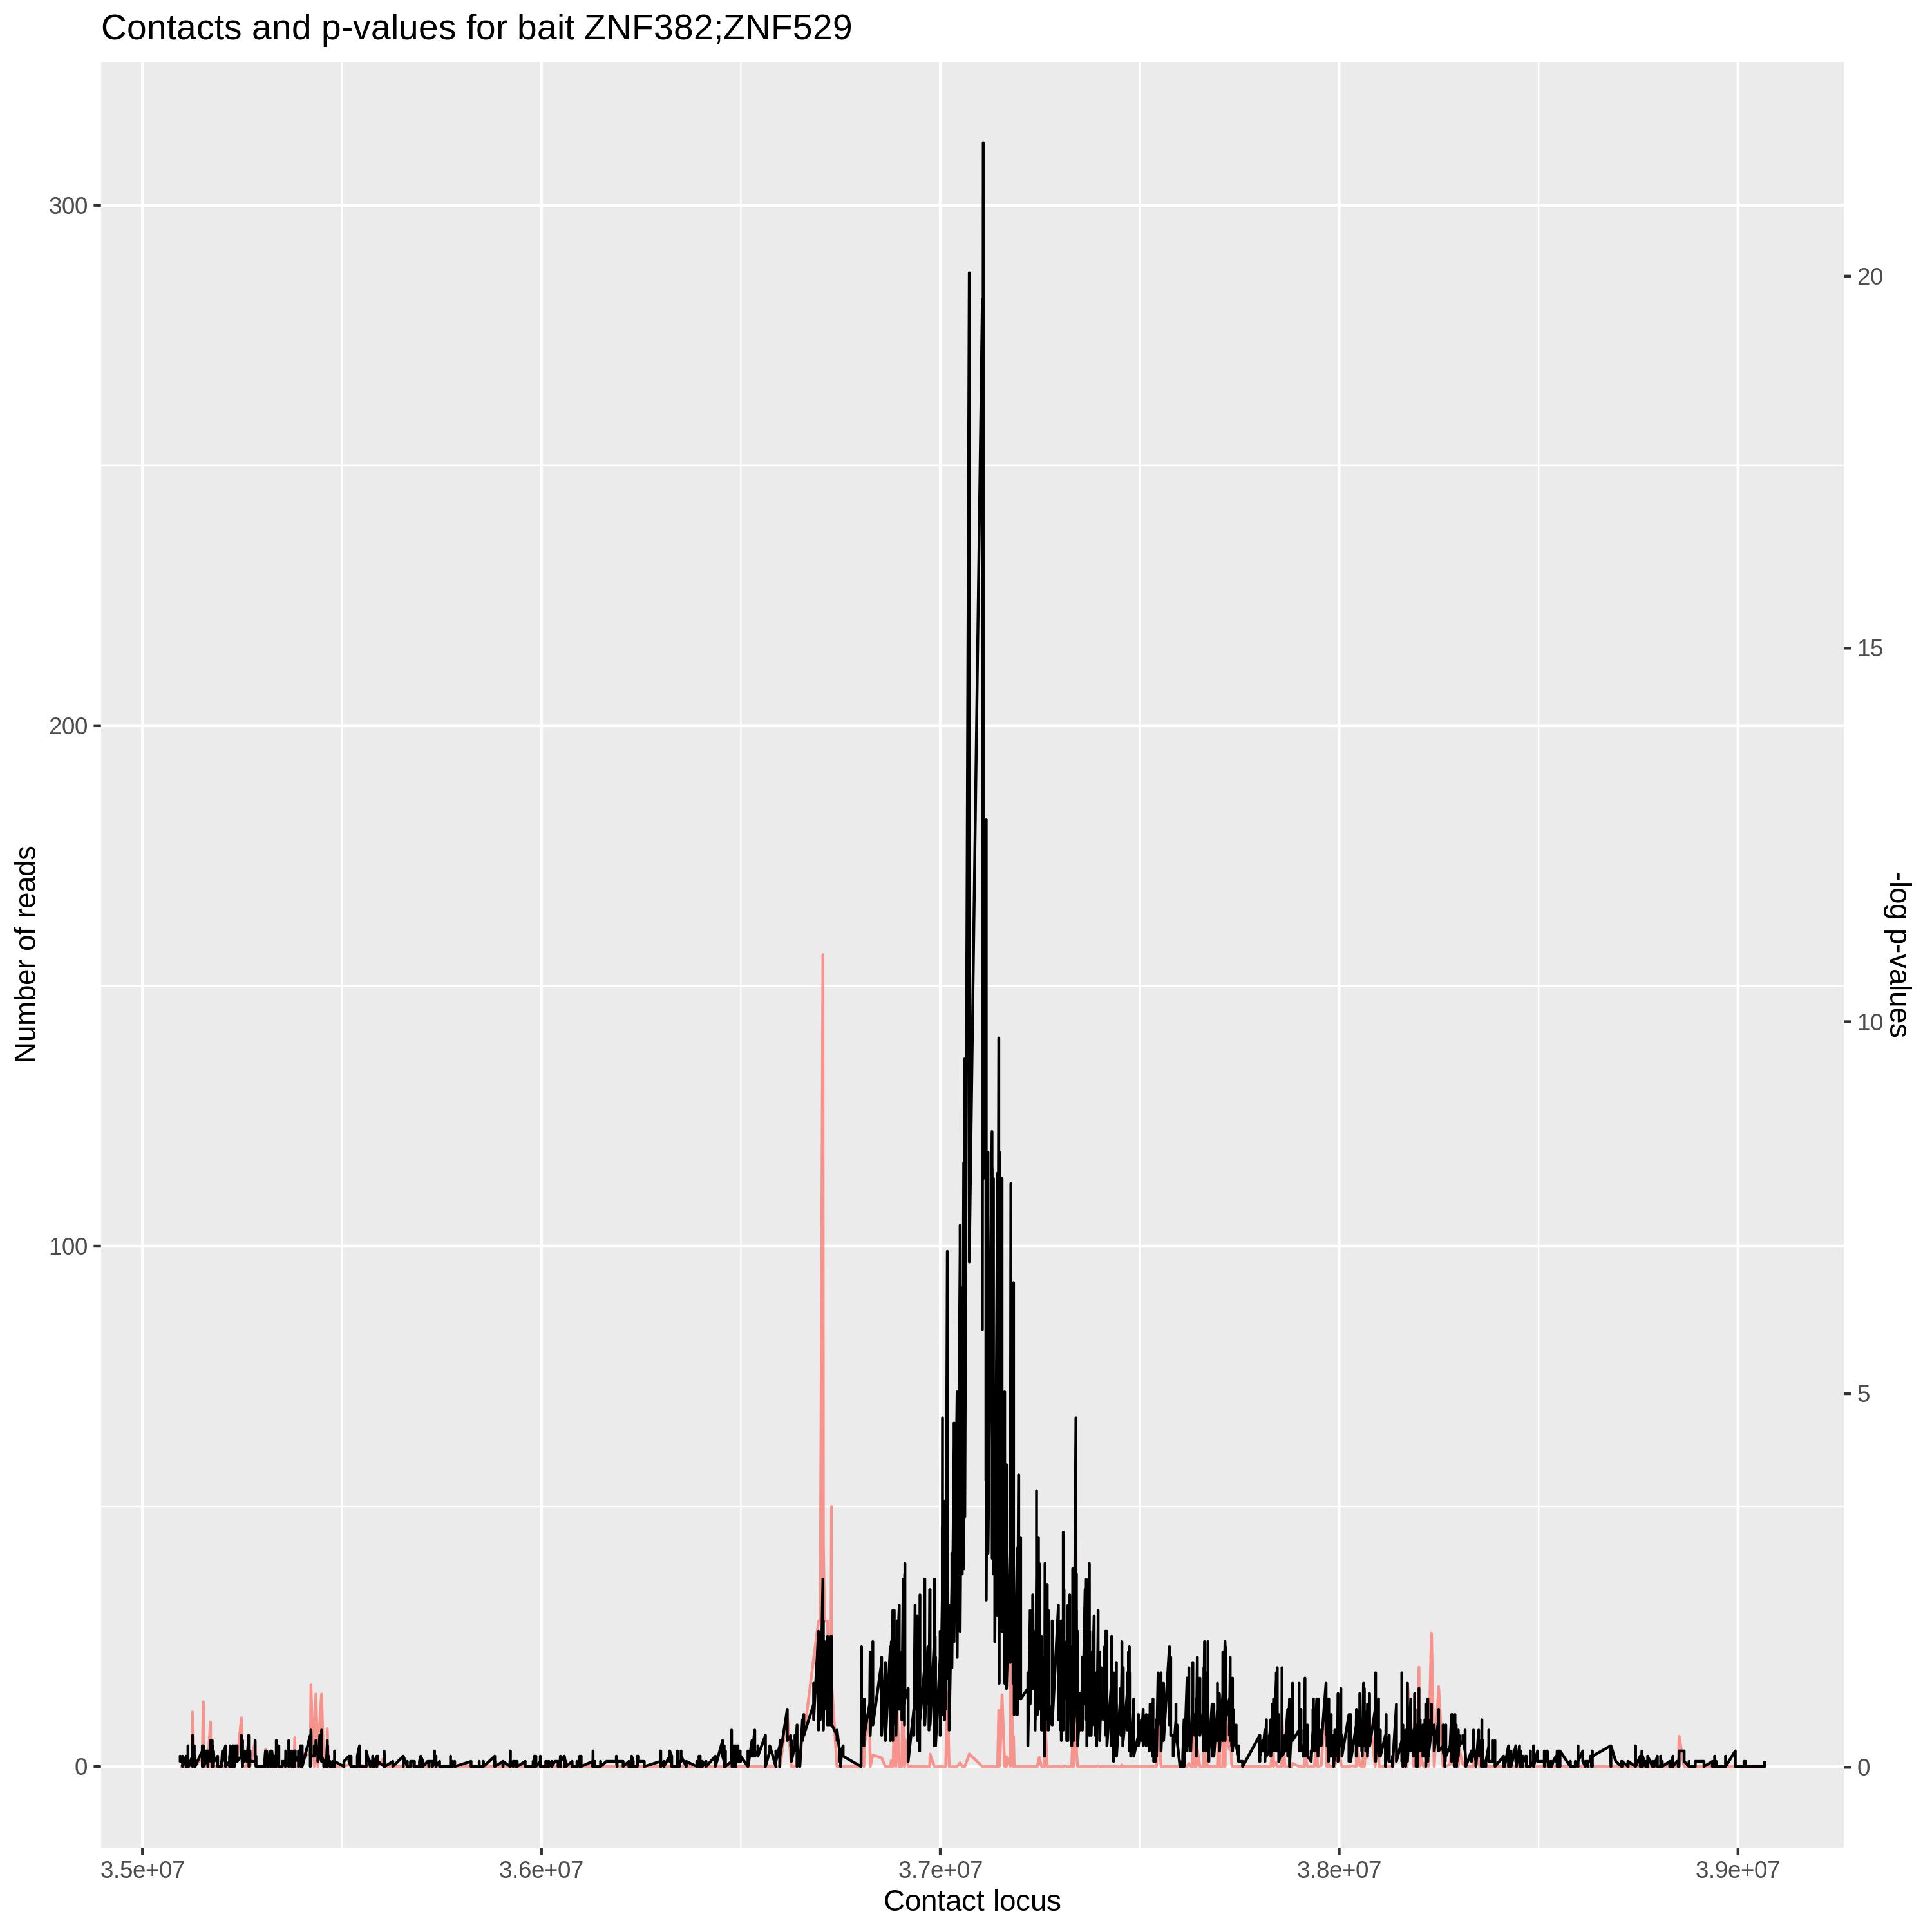 Contacts and p-values for bait ZNF382;ZNF529
Number of reads
300
200
100
0
20
15
10
5
0
-log p-values
3.5e+07
3.6e+07
3.7e+07
3.8e+07
3.9e+07
Contact locus